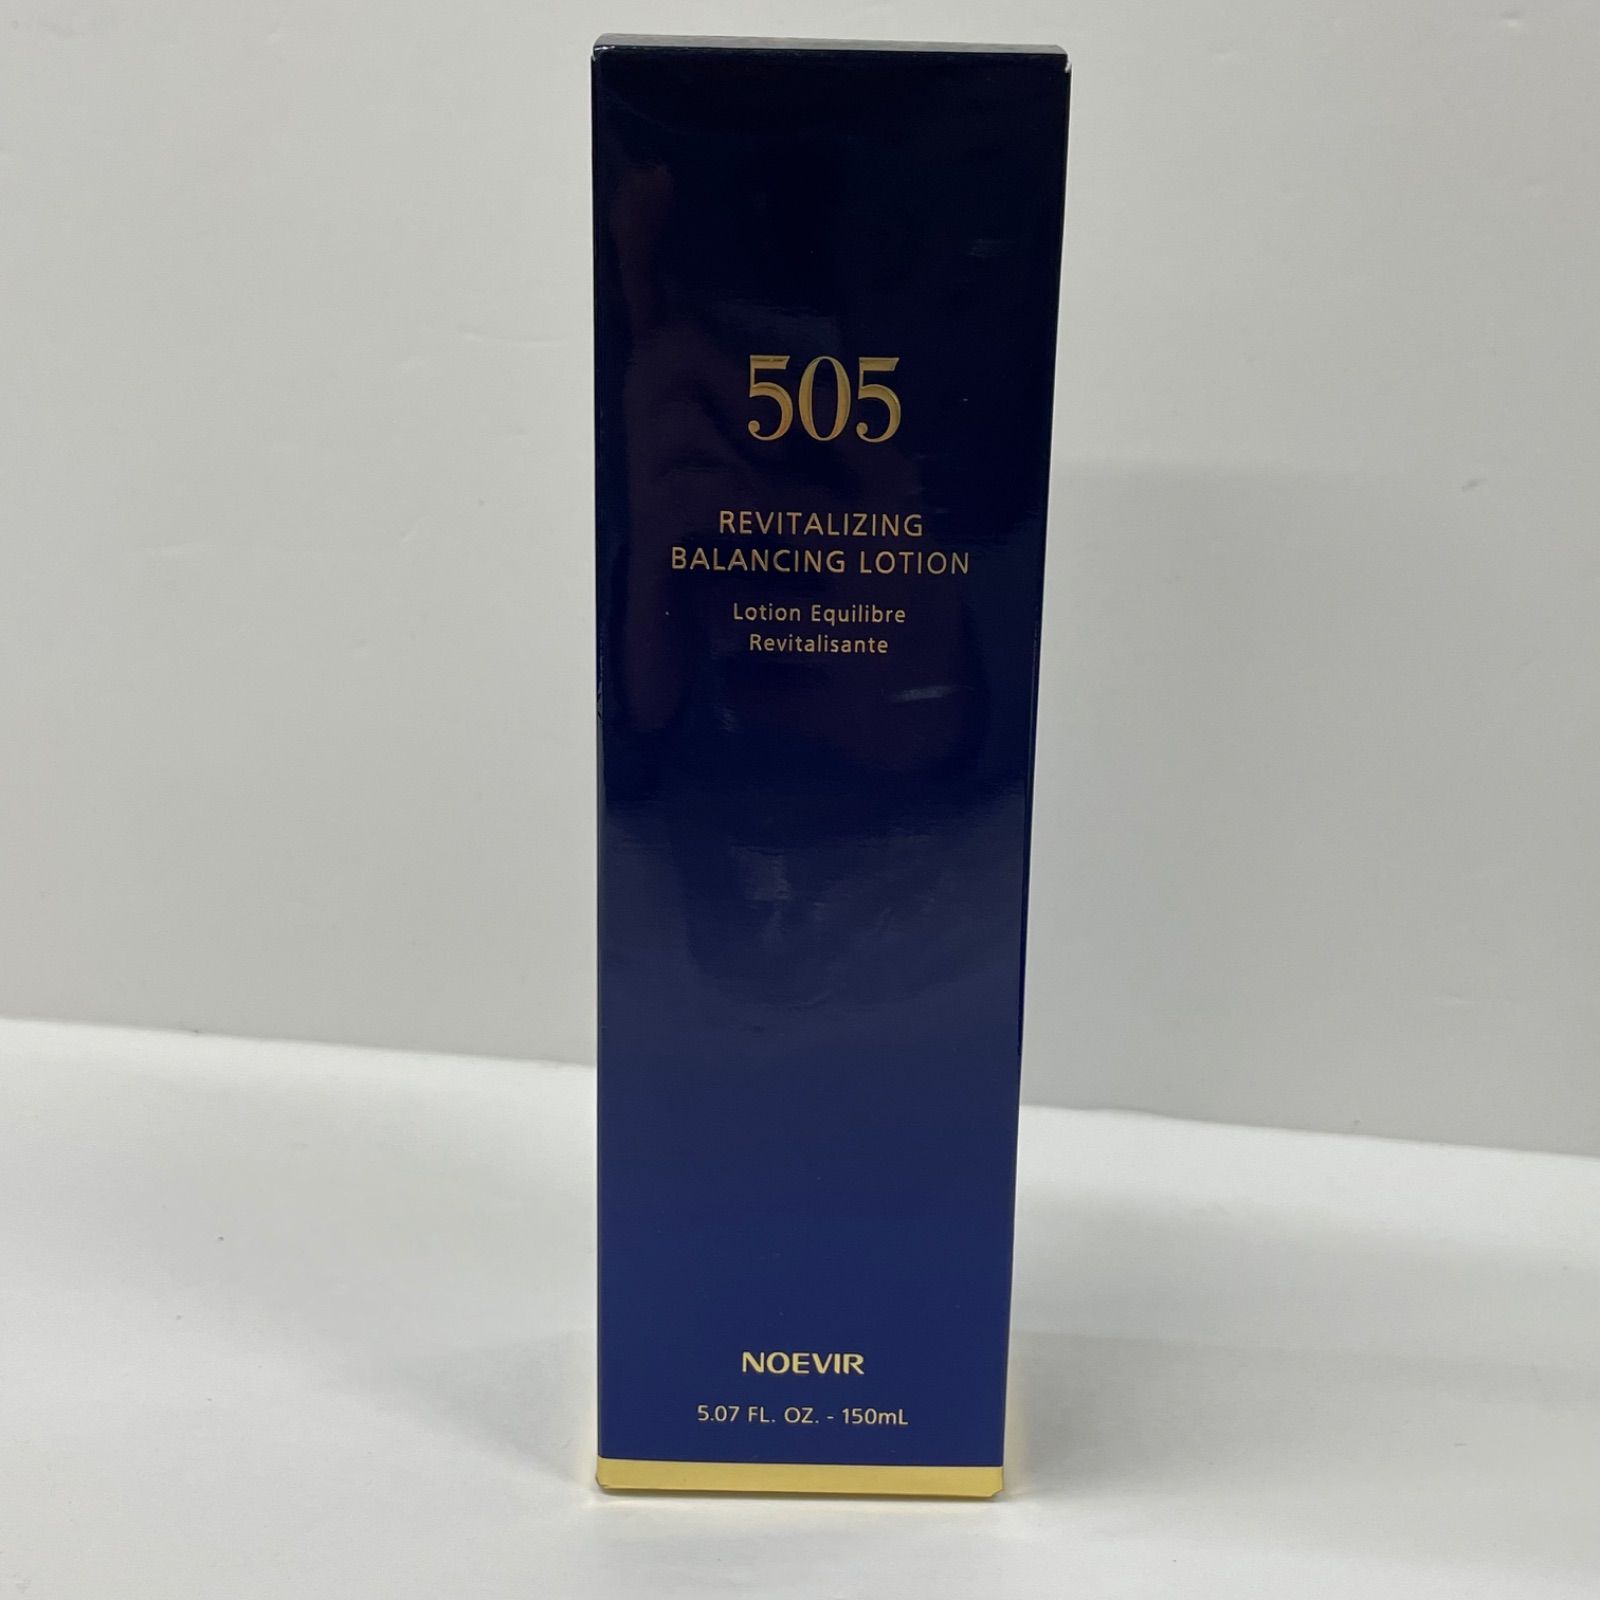 505
REVITALIZING
BALANCING LOTION
Lotion Equilibre
Revitalisante
NOEVIR
5.07 FL. OZ. - 150mL